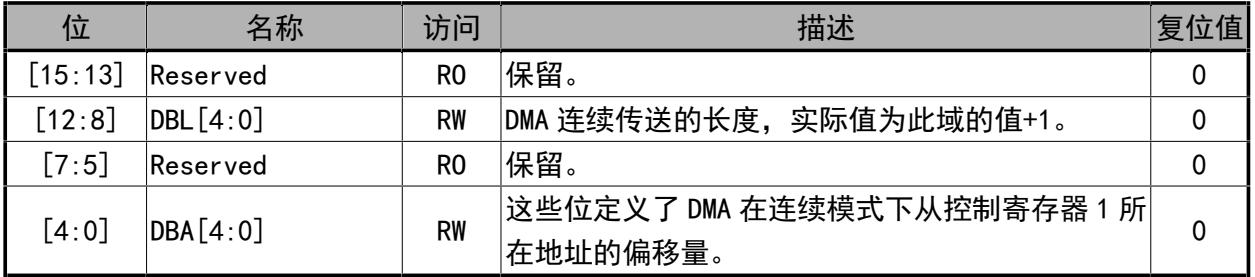 位 名称 访问 描述 复位值
[15:13] Reserved RO 保留。 0
[12:8] DBL[4:0] RW DMA 连续传送的长度，实际值为此域的值+1。 0
[7:5] Reserved RO 保留。 0
[4:0] DBA[4:0] RW 这些位定义了 DMA 在连续模式下从控制寄存器 1 所
在地址的偏移量。 0